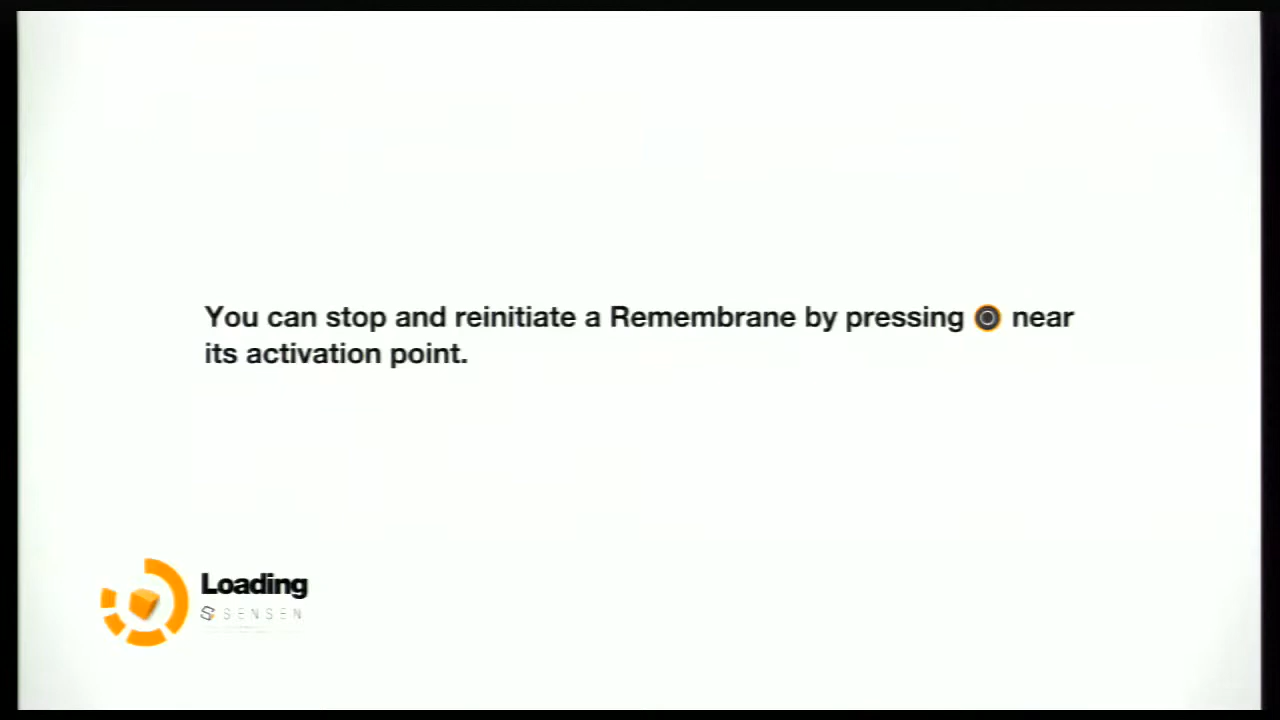 You can stop and reinitiate a Remembrane by pressing near
its activation point.
Loading
SENSEN